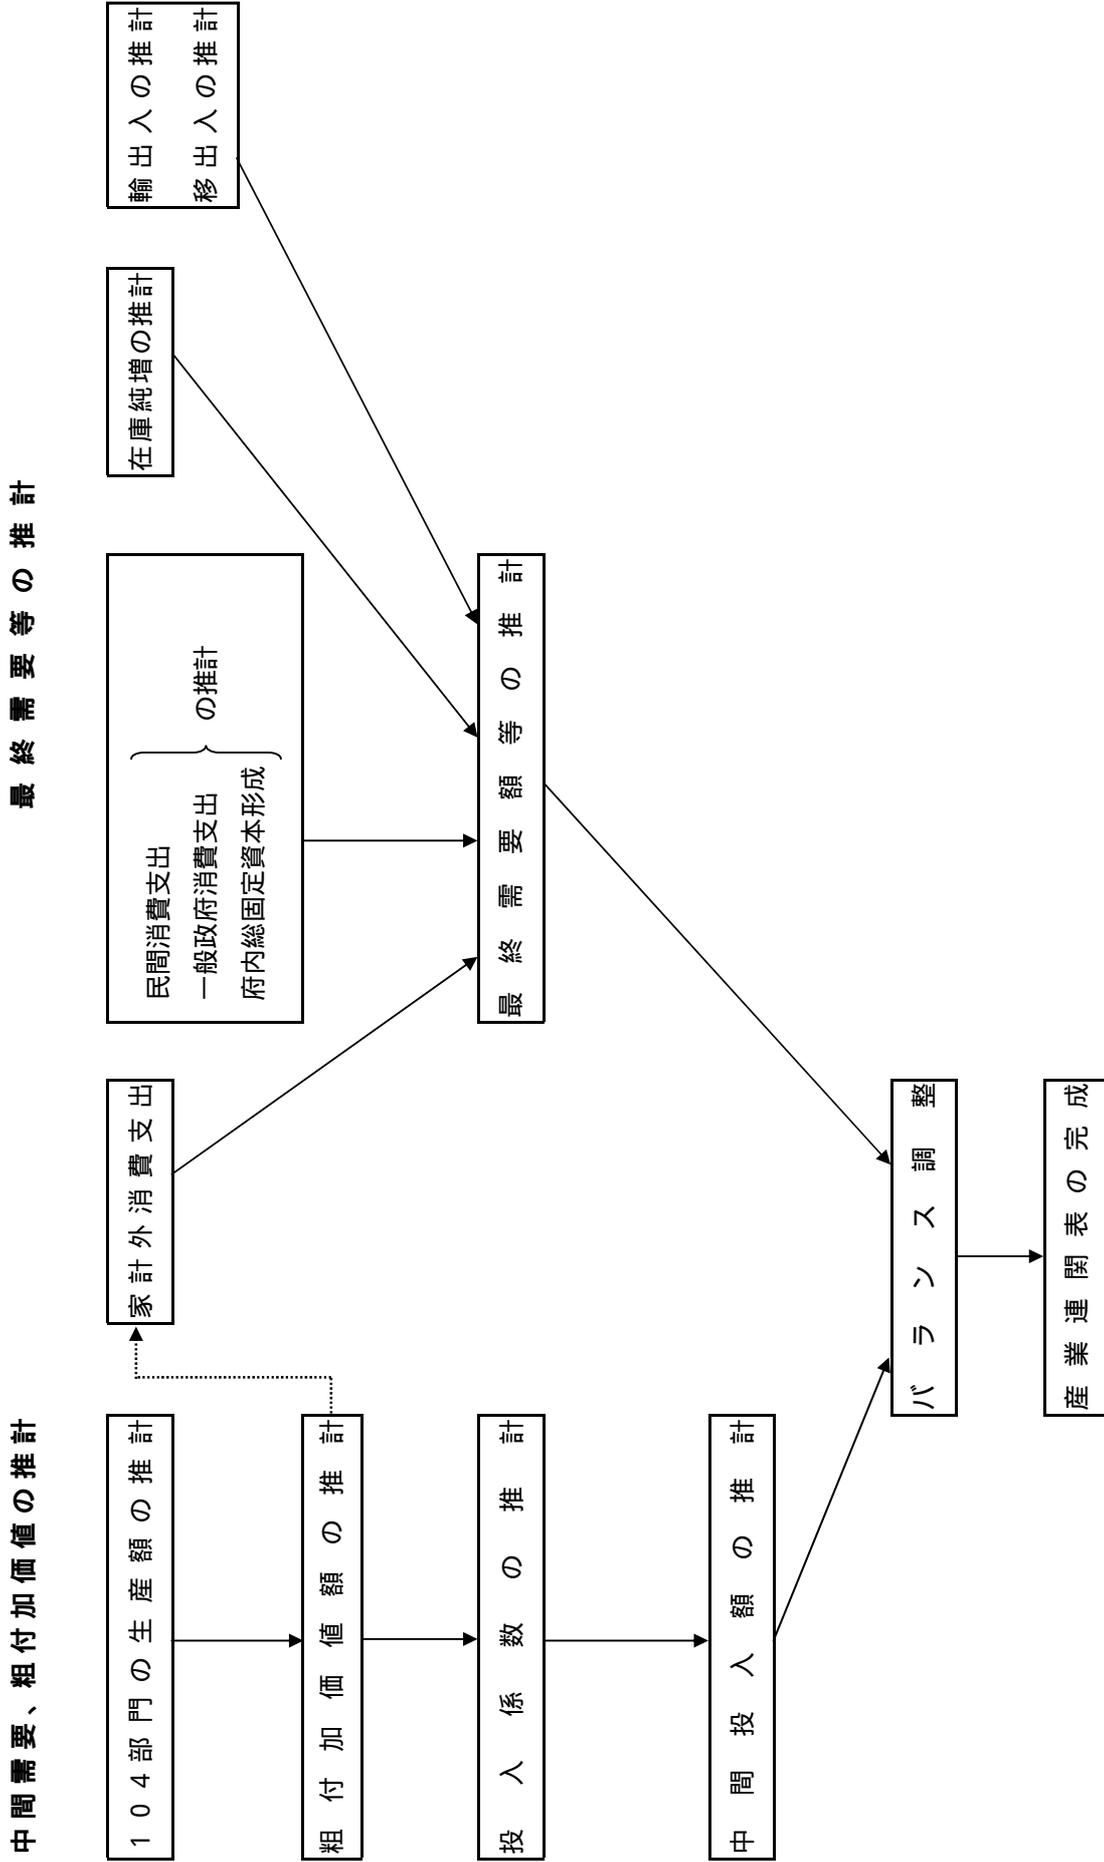 中間需要、粗付加価値の推計
最終需要等の推計
104部門の生産額の推計
家計外消費支出
民間消費支出
一般政府消費支出
府内総固定資本形成
の推計
在庫純増の推計
輸出入の推計
移出入の推計
粗付加価値額の推計
投入係数の推計
最終需要額等の推計
中間投入額の推計
バランス調整
産業連関表の完成